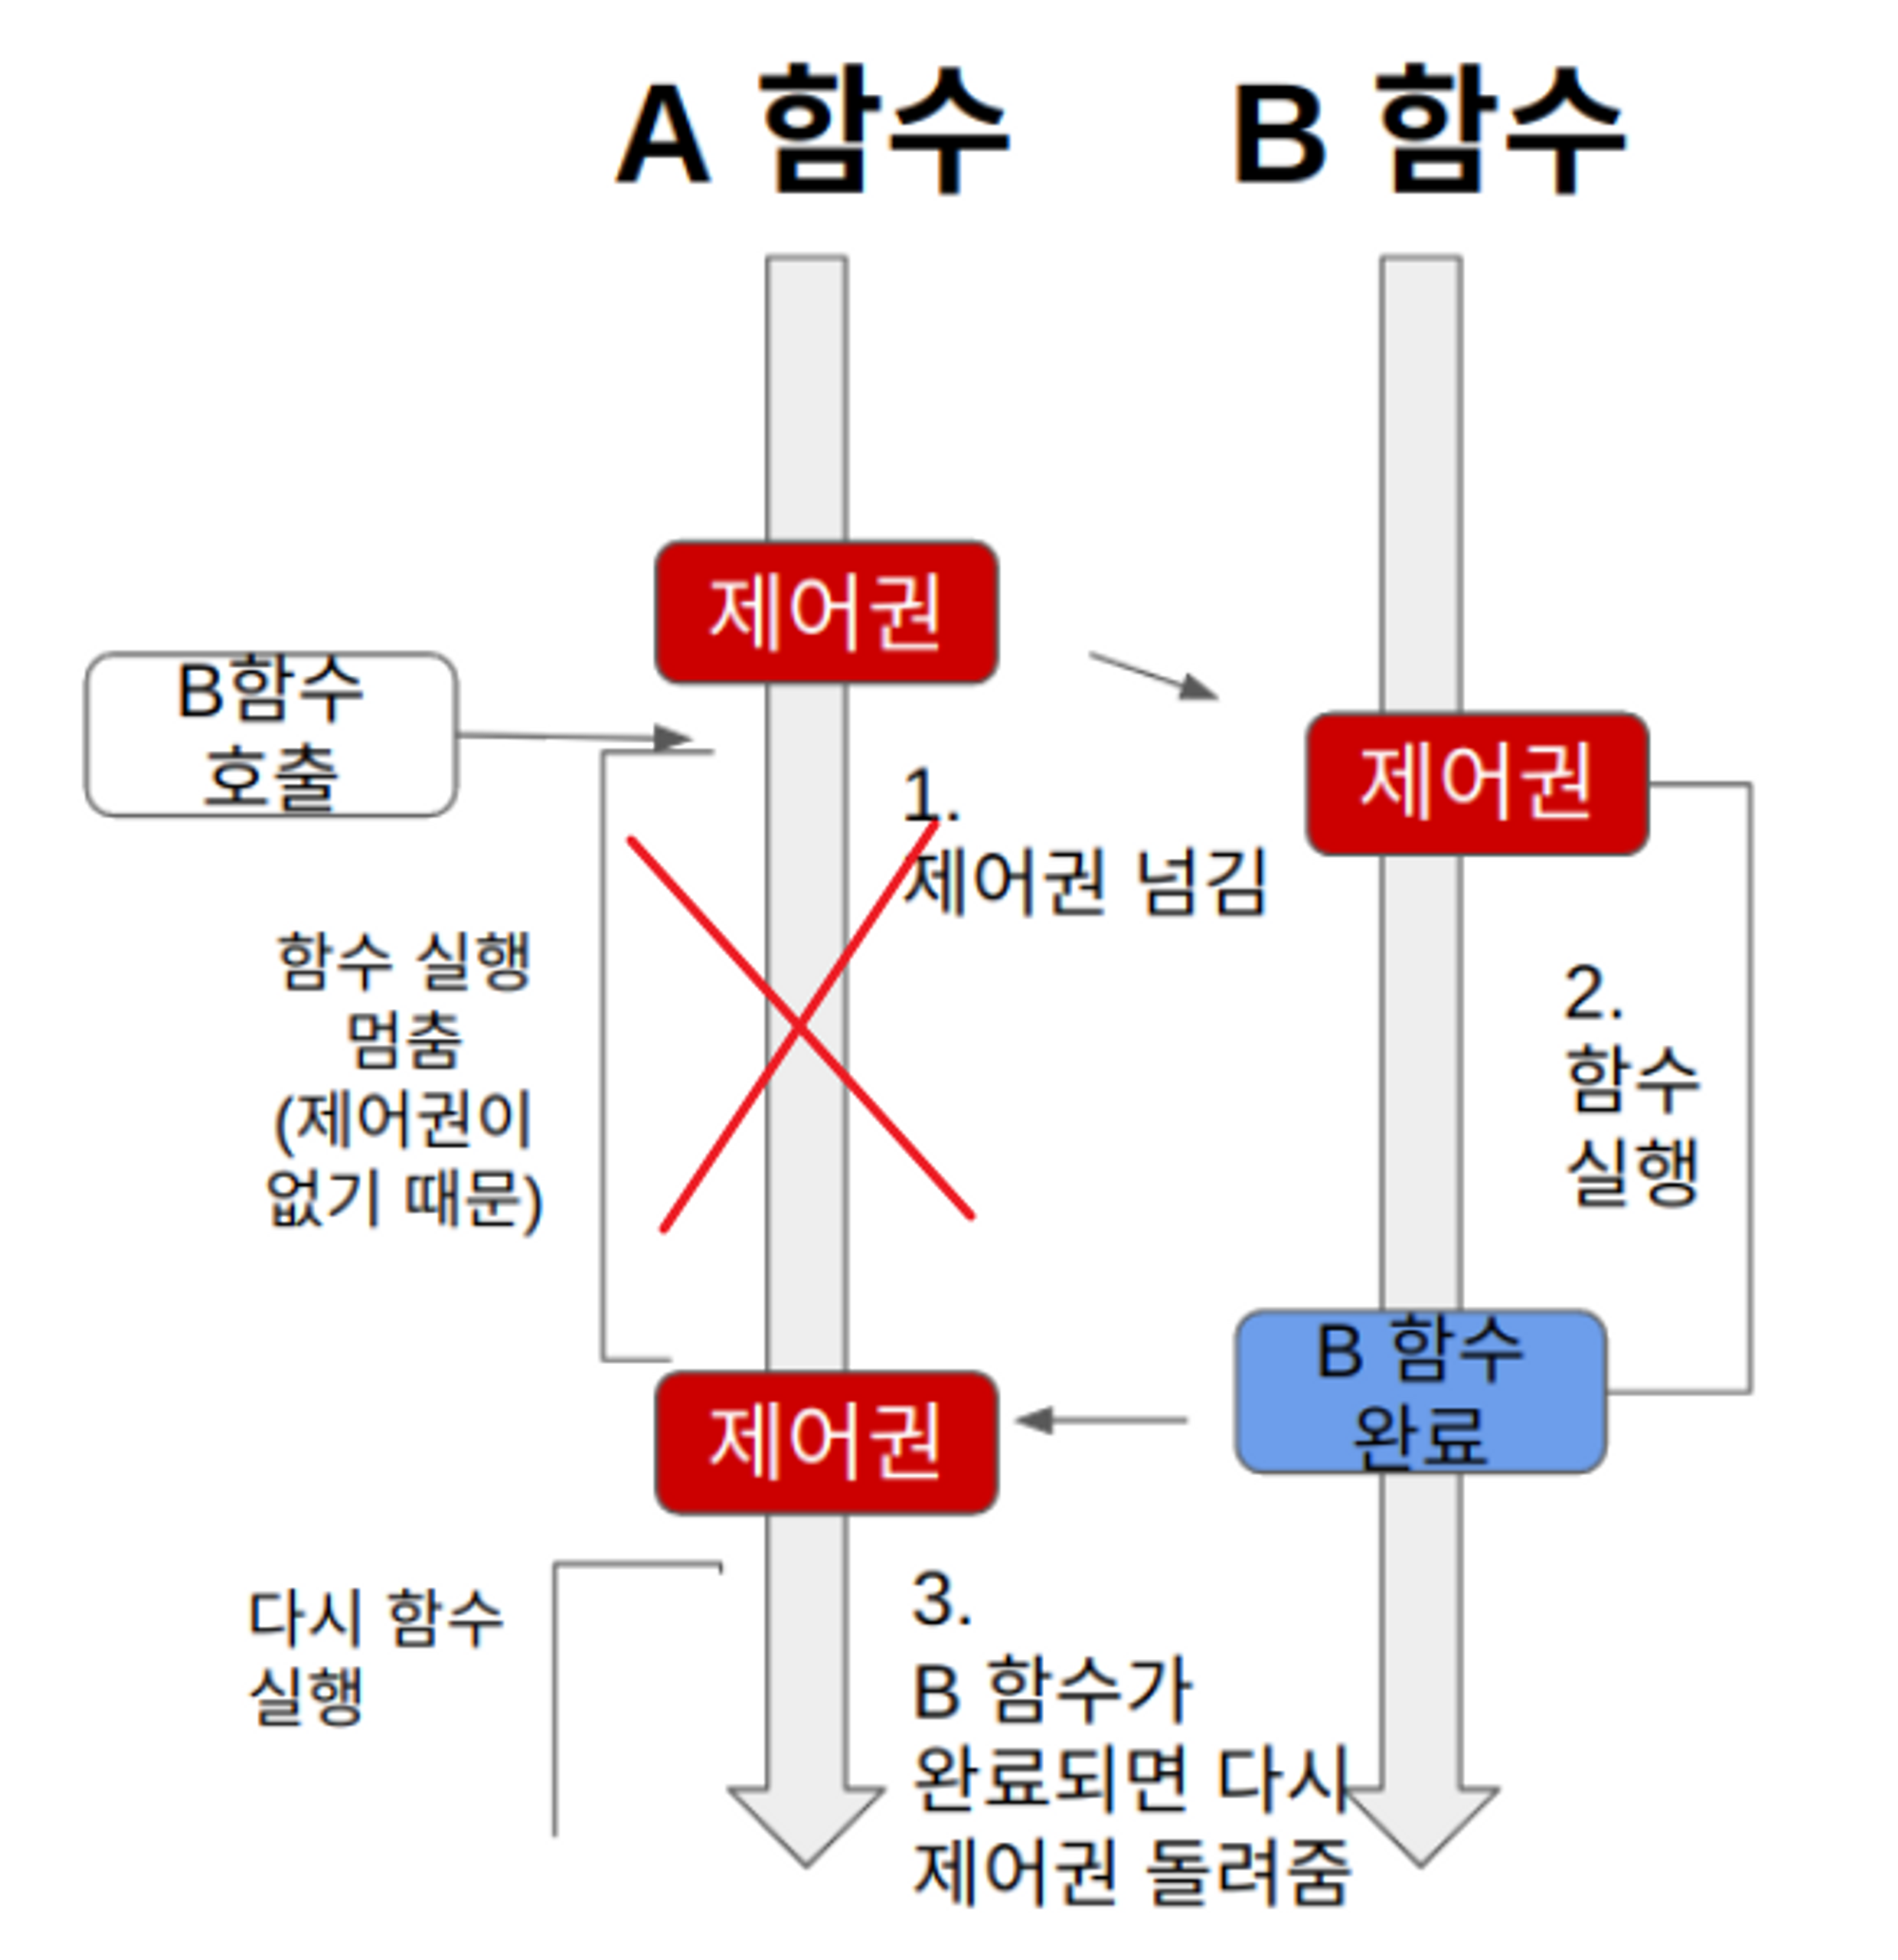 A 함수
B 함수
제어권
B함수
호출
제어권
1.
제어권 넘김
함수 실행
멈춤
(제어권이
없기 때문)
2.
함수
실행
B 함수
완료
제어권
다시 함수
실행
3.
B 함수가
완료되면 다시
제어권 돌려줌